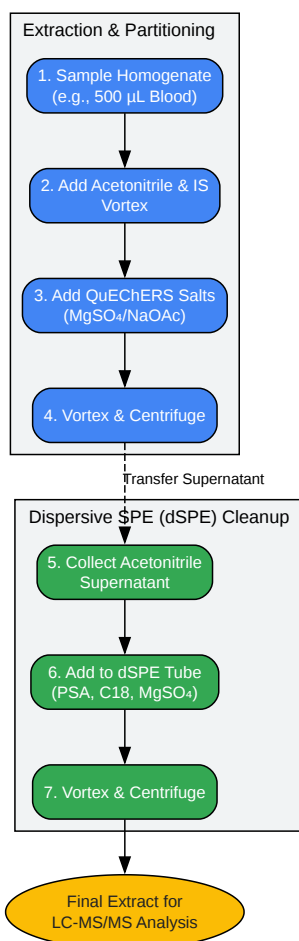 Extraction & Partitioning
1. Sample Homogenate
(e.g., 500 µL Blood)
2. Add Acetonitrile & IS
Vortex
3. Add QuEChERS Salts
(MgSO₄/NaOAc)
4. Vortex & Centrifuge
Transfer Supernatant
Dispersive SPE (dSPE) Cleanup
5. Collect Acetonitrile
Supernatant
6. Add to dSPE Tube
(PSA, C18, MgSO₄)
7. Vortex & Centrifuge
Final Extract for
LC-MS/MS Analysis